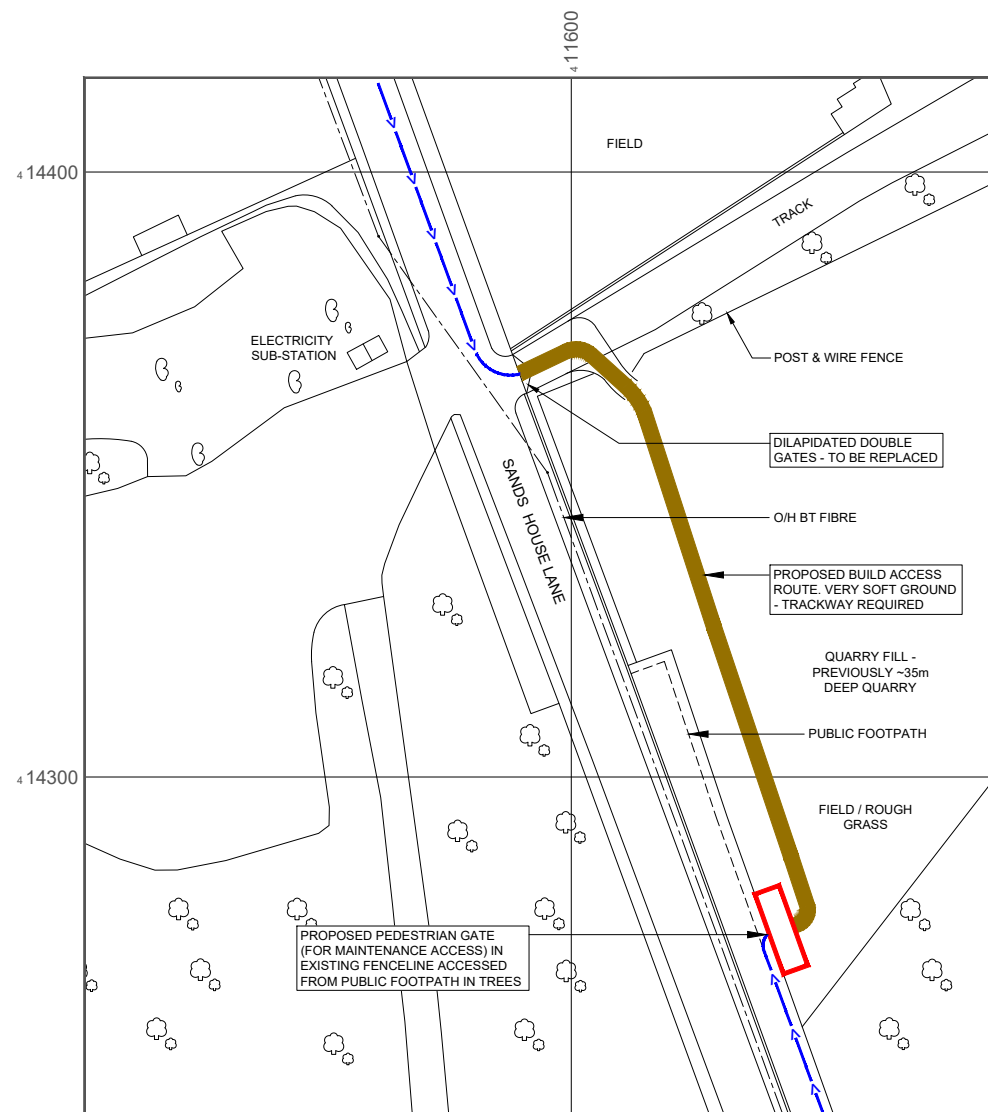 4 11600
4 14400
FIELD
TRACK
ELECTRICITY
SUB-STATION
POST & WIRE FENCE
DILAPIDATED DOUBLE
GATES - TO BE REPLACED
SANDS HOUSE LANE
O/H BT FIBRE
PROPOSED BUILD ACCESS
ROUTE. VERY SOFT GROUND
- TRACKWAY REQUIRED
QUARRY FILL -
PREVIOUSLY ~35m
DEEP QUARRY
PUBLIC FOOTPATH
4 14300
FIELD / ROUGH
GRASS
PROPOSED PEDESTRIAN GATE
(FOR MAINTENANCE ACCESS) IN
EXISTING FENCELINE ACCESSED
FROM PUBLIC FOOTPATH IN TREES